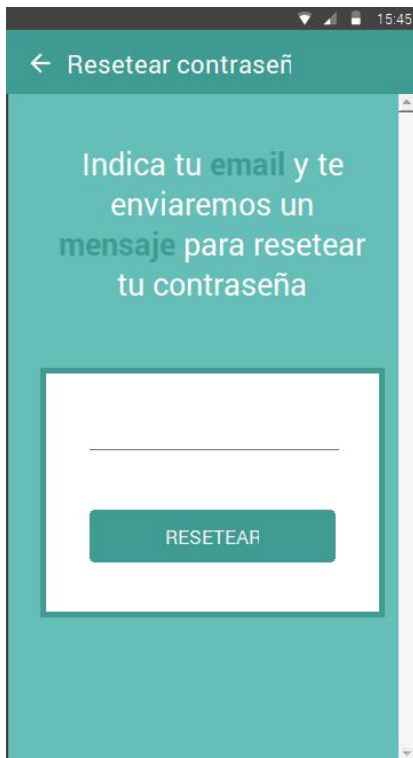 15:45
Resetear contraseñ
Indica tu email y te
enviaremos un
mensaje para resetear
tu contraseña
RESETEAR